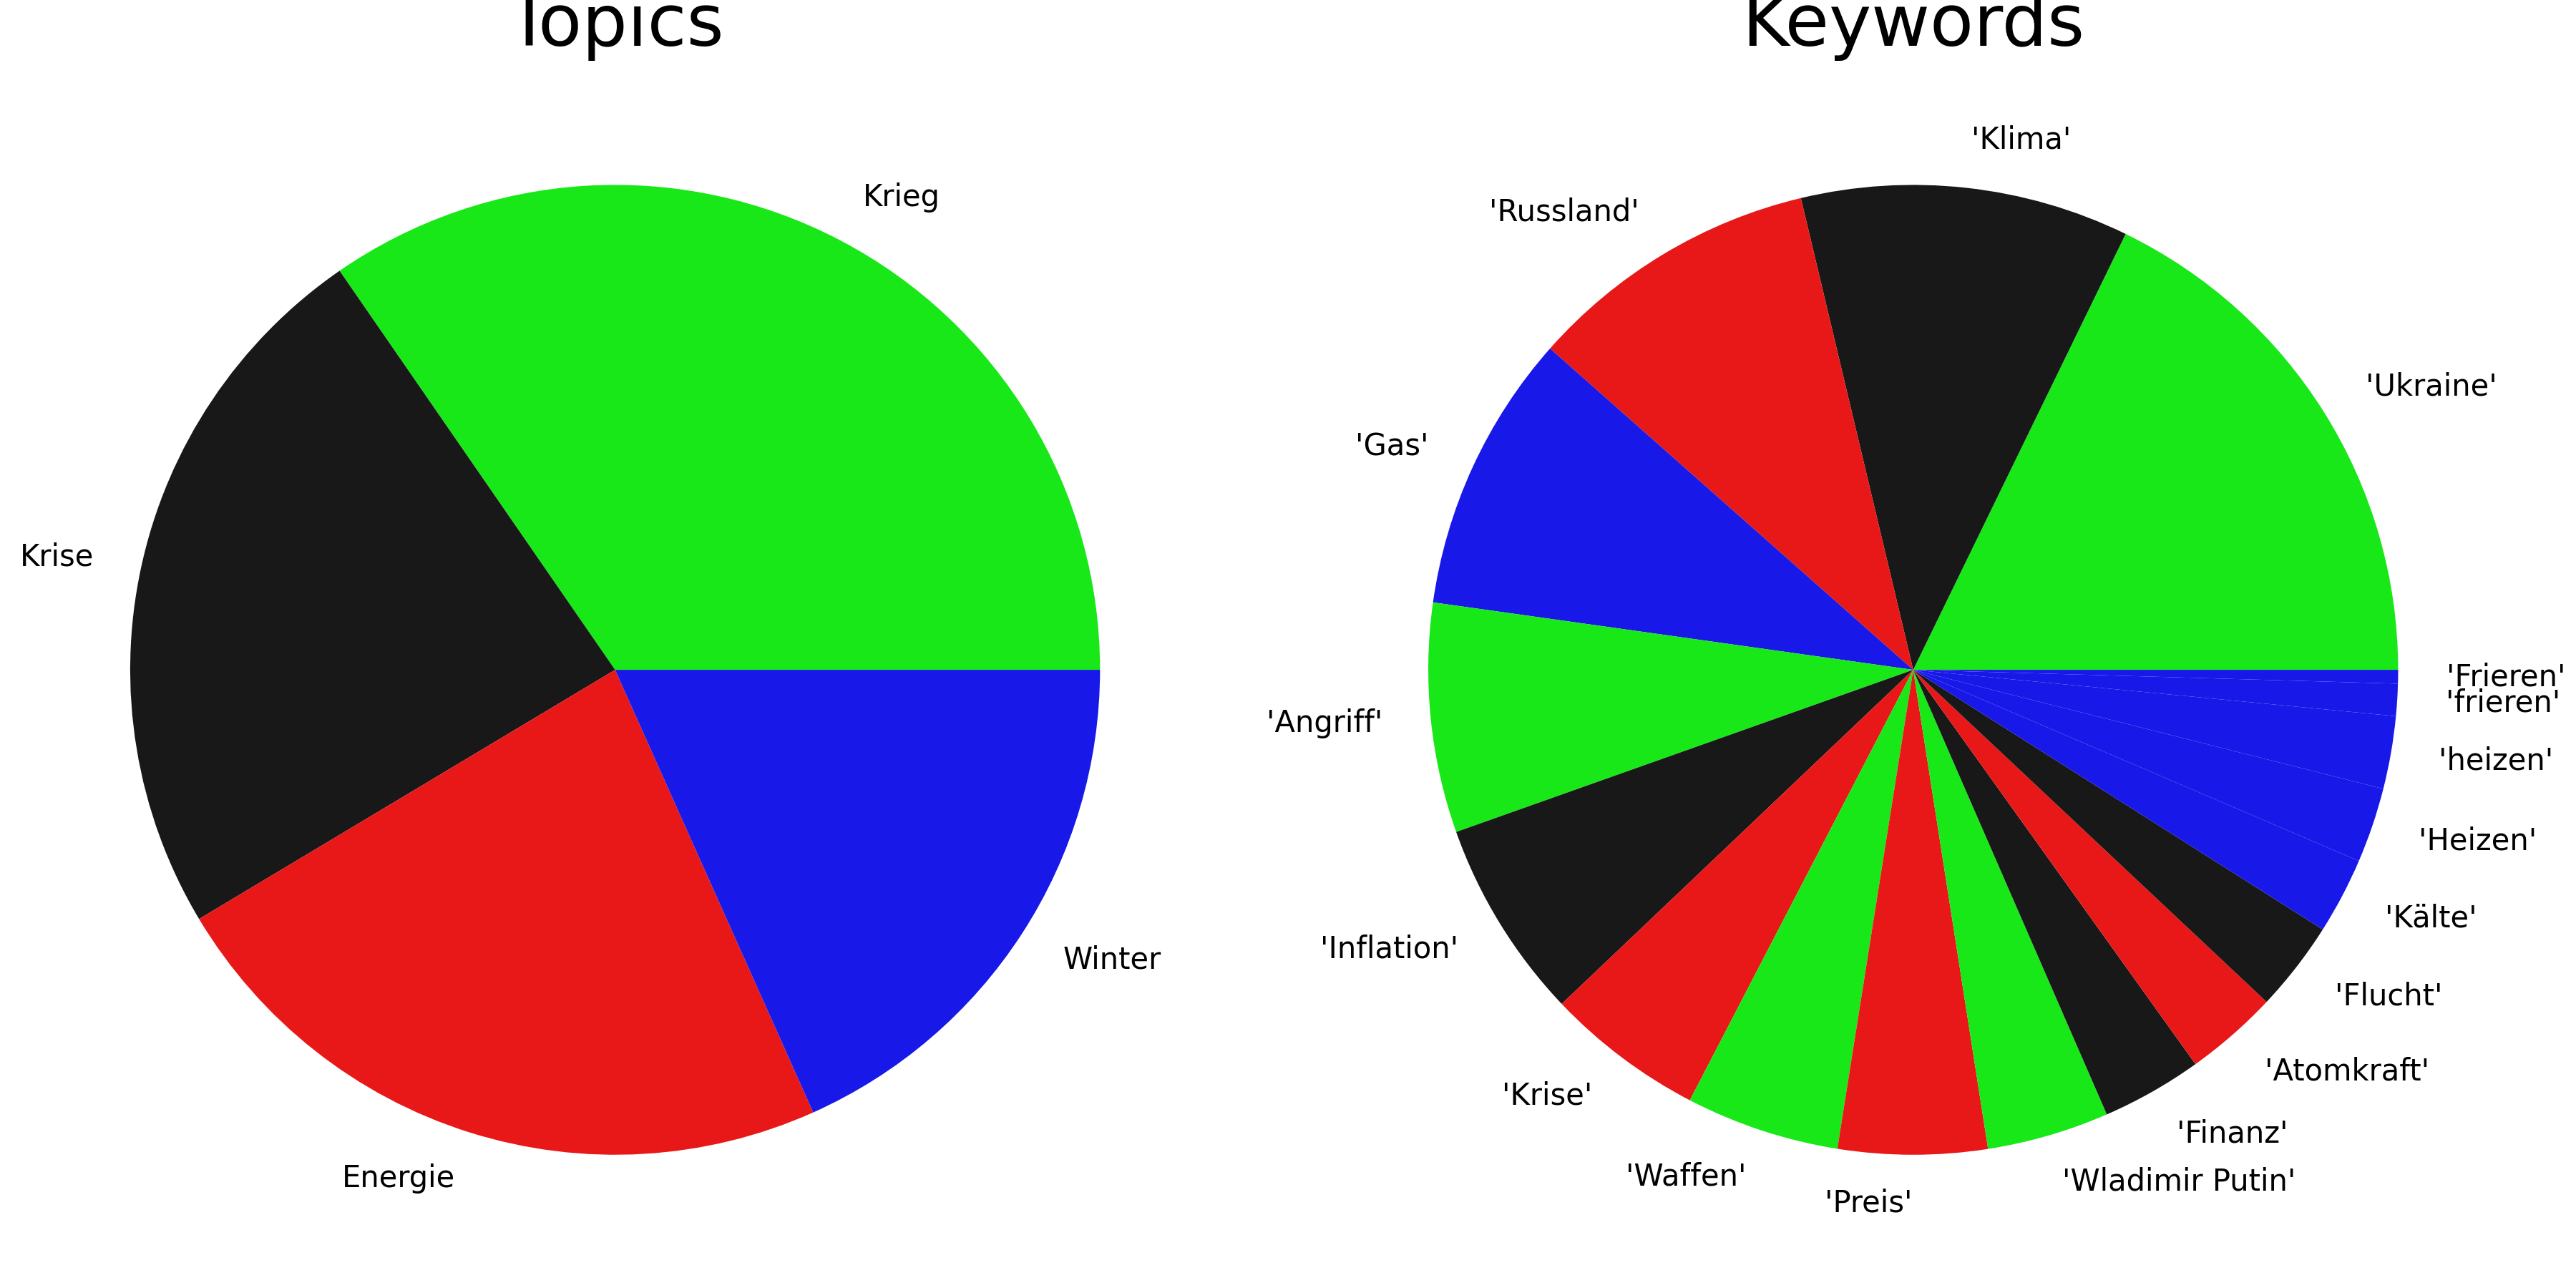 Topics
Krieg
Krise
Energie
Winter
Keywords
'Klima'
'Russland'
'Ukraine'
'Gas'
'Angriff'
'Inflation'
'Krise'
'Waffen'
'Preis'
'Wladimir Putin'
'Finanz'
'Atomkraft'
'Flucht'
'Kälte'
'Heizen'
'heizen'
'frieren'
'Frieren'